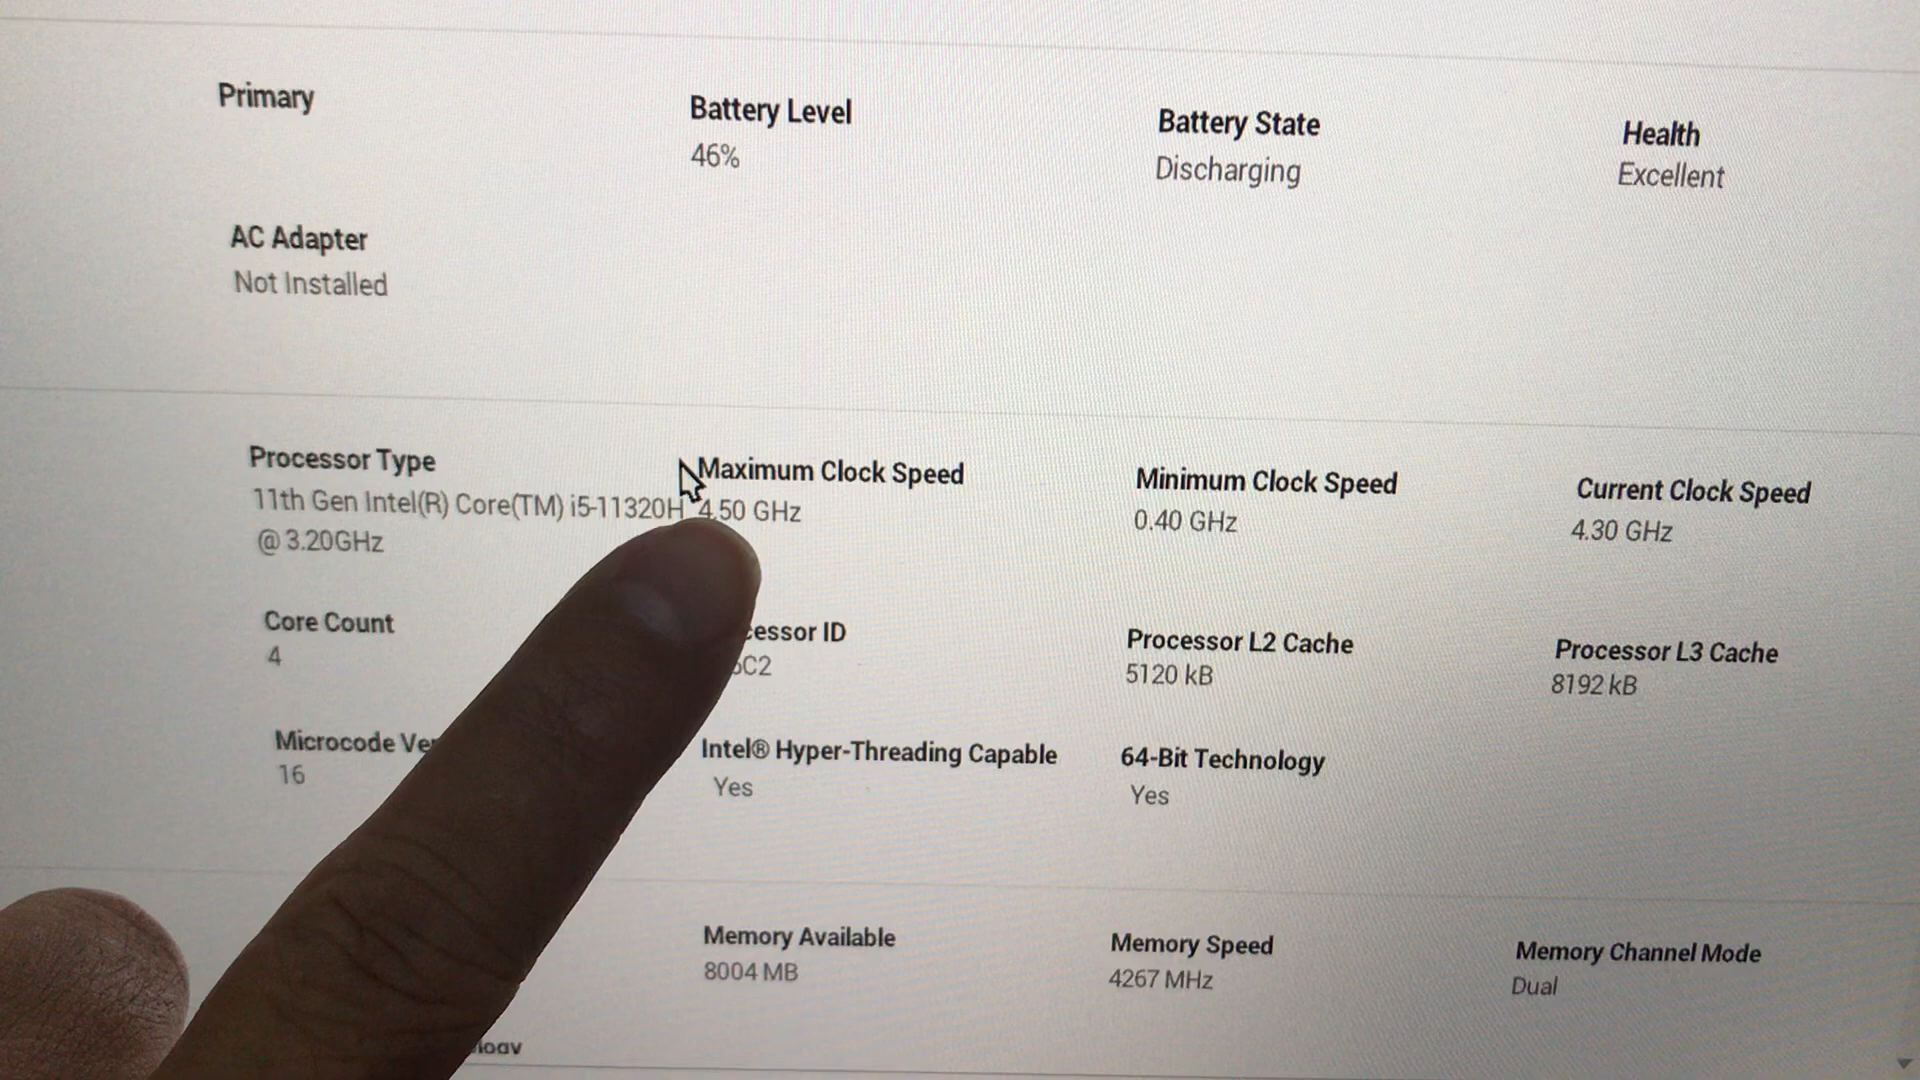 Primary
Battery Level
46%
Battery State
Discharging
Health
Excellent
AC Adapter
Not Installed
Processor Type
11th Gen Intel(R) Core(TM) i5-11320H
@ 3.20GHz
Maximum Clock Speed
4.50 GHz
Minimum Clock Speed
0.40 GHz
Current Clock Speed
4.30 GHz
Core Count
4
ID
Processor L2 Cache
5120 kB
Processor L3 Cache
8192 kB
Microcode
16
Intel® Hyper-Threading Capable
Yes
64-Bit Technology
Yes
Memory Available
8004 MB
Memory Speed
4267 MHz
Memory Channel Mode
Dual